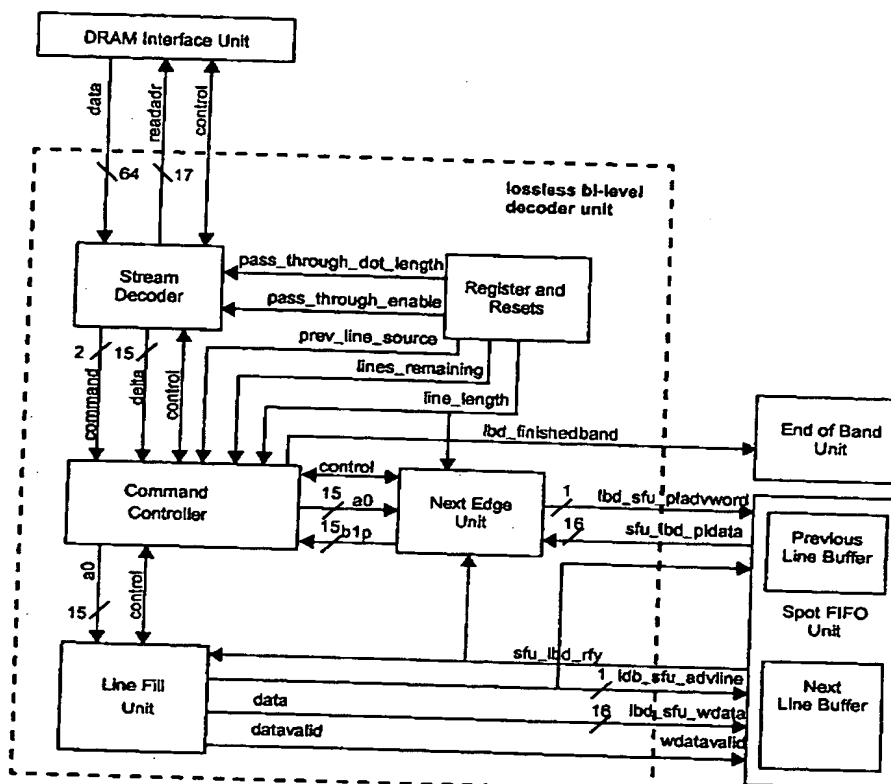 DRAM Interface Unit
data
readadr
control
64
17
lossless bi-level
decoder unit
Stream
Decoder
pass_through_dot_length
pass_through_enable
Register and
Resets
prev_line_source
lines_remaining
line_length
2
15
command
delta
control
lbd_finishedband
End of Band
Unit
Command
Controller
control
15
a0
15
b1p
Next Edge
Unit
1
lbd_sfu_pladvword
16
sfu_lbd_pldata
Previous
Line Buffer
Spot FIFO
Unit
a0
15
control
sfu_lbd_rfy
Line Fill
Unit
1
ldb_sfu_advline
data
16
lbd_sfu_wdata
datavalid
wdatavalid
Next
Line Buffer